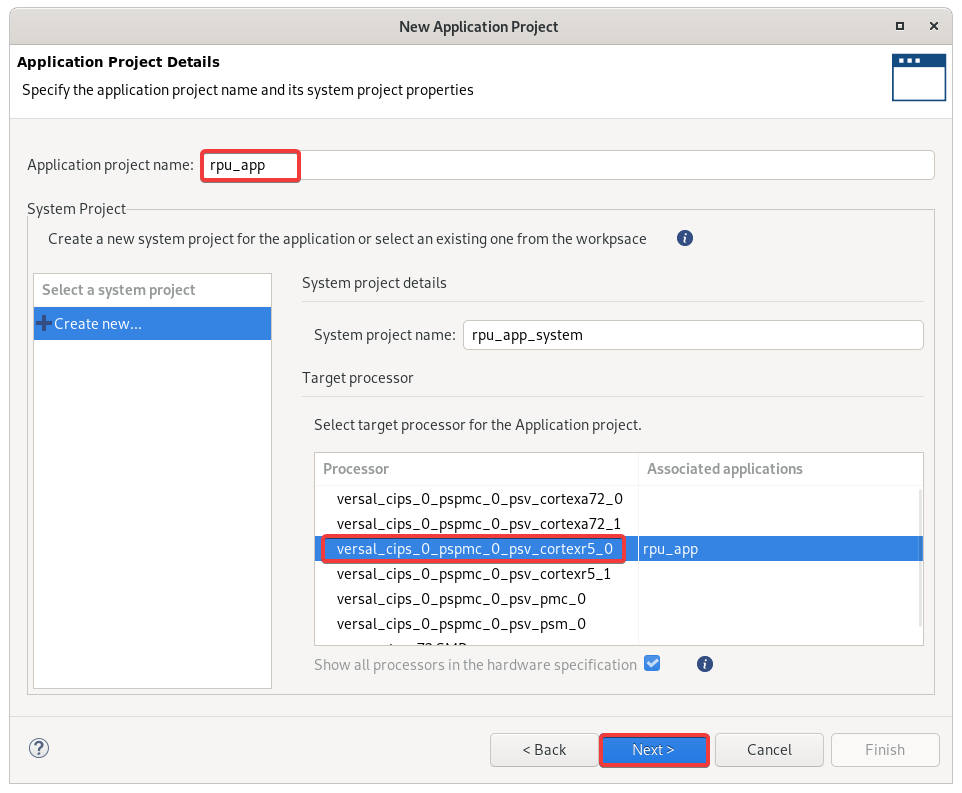 New Application Project
Application Project Details
Specify the application project name and its system project properties
Application project name: rpu_app
System Project
Create a new system project for the application or select an existing one from the workpsace
Select a system project
Create new...
System project details
System project name: rpu_app_system
Target processor
Select target processor for the Application project.
Processor Associated applications
versal_cips_0_pspmc_0_psv_cortexa72_0
versal_cips_0_pspmc_0_psv_cortexa72_1
versal_cips_0_pspmc_0_psv_cortexr5_0 rpu_app
versal_cips_0_pspmc_0_psv_cortexr5_1
versal_cips_0_pspmc_0_psv_pmc_0
versal_cips_0_pspmc_0_psv_psm_0
Show all processors in the hardware specification
< Back Next > Cancel Finish